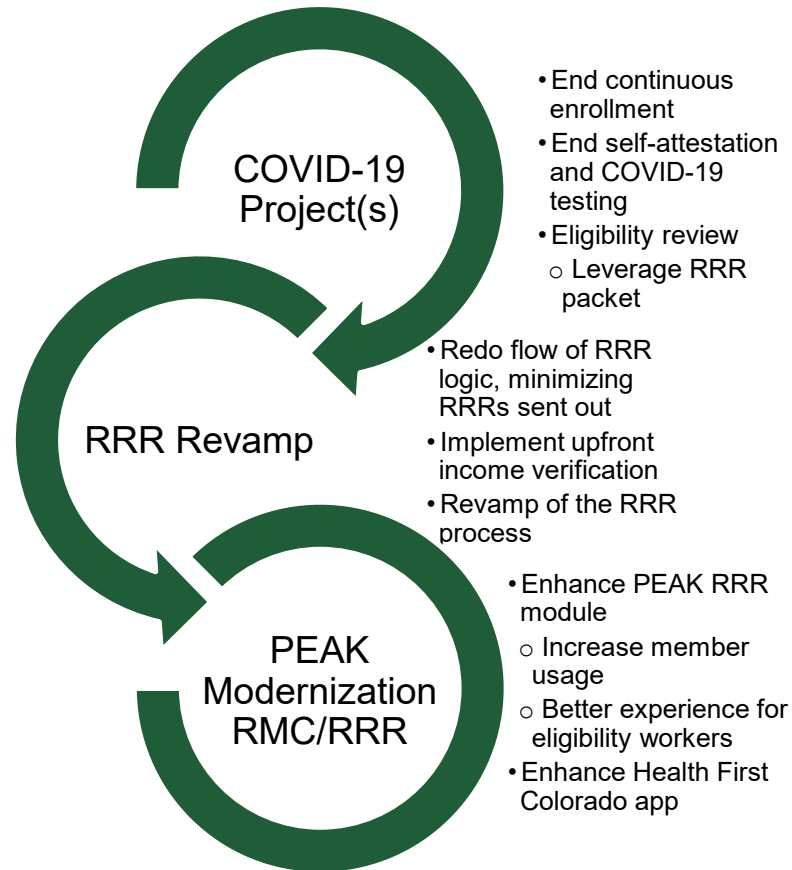 COVID-19
Project(s)
• End continuous
enrollment
• End self-attestation
and COVID-19
testing
• Eligibility review
o Leverage RRR
packet
RRR Revamp
• Redo flow of RRR
logic, minimizing
RRRs sent out
• Implement upfront
income verification
• Revamp of the RRR
process
PEAK
Modernization
RMC/RRR
• Enhance PEAK RRR
module
o Increase member
usage
o Better experience for
eligibility workers
• Enhance Health First
Colorado app